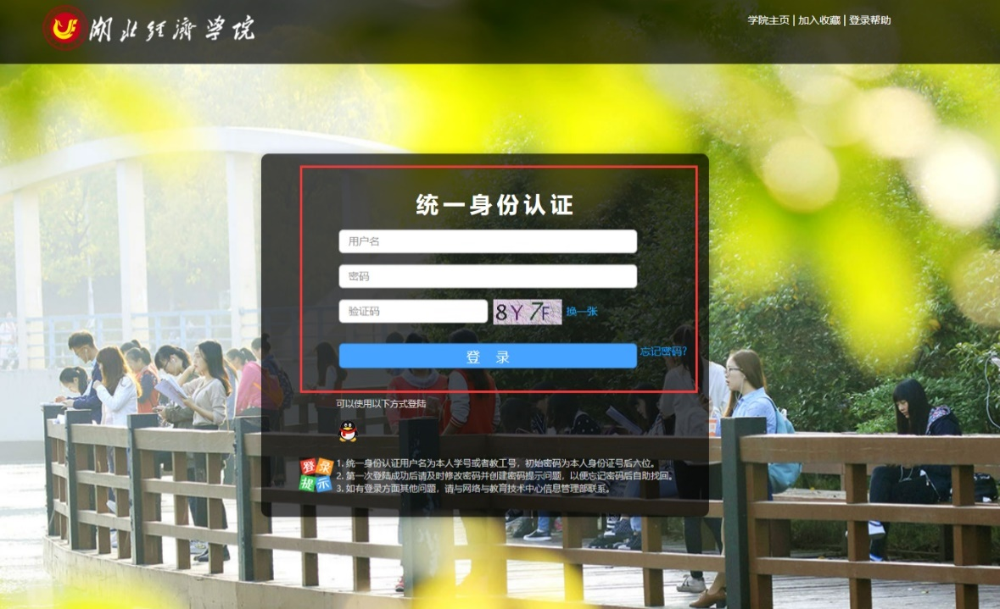 湖北经济学院
学院主页 | 加入收藏 | 登录帮助
统一身份认证
用户名
密码
验证码 8Y7F 换一张
登 录 忘记密码?
可以使用以下方式登陆
登录提示
1. 统一身份认证用户名为本人学号或者教工号，初始密码为本人身份证号后六位。
2. 第一次登陆成功后请及时修改密码并创建密码提示问题，以便忘记密码后自助找回。
3. 如有登录方面其他问题，请与网络与教育技术中心信息管理部联系。